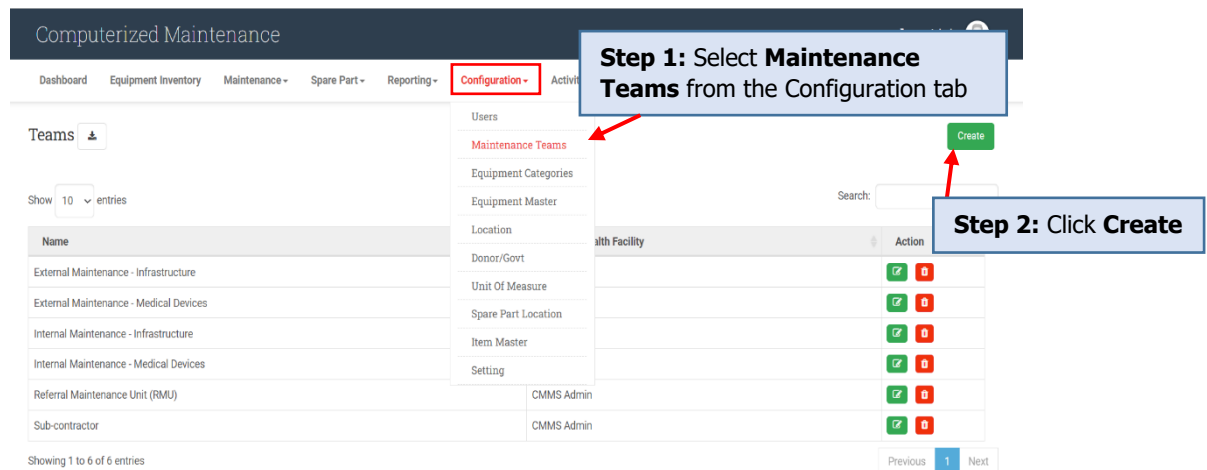 Computerized Maintenance
Step 1: Select Maintenance
Teams from the Configuration tab
Dashboard Equipment Inventory Maintenance Spare Part Reporting Configuration
Users
Teams
Create
Maintenance Teams
Equipment Categories
Show 10 entries
Search:
Equipment Master
Step 2: Click Create
Location
Name
Facility
Action
Donor/Govt
External Maintenance - Infrastructure
Unit Of Measure
External Maintenance - Medical Devices
Spare Part Location
Internal Maintenance - Infrastructure
Item Master
Internal Maintenance - Medical Devices
Setting
Referral Maintenance Unit (RMU) CMMS Admin
Sub-contractor CMMS Admin
Showing 1 to 6 of 6 entries
Previous 1 Next